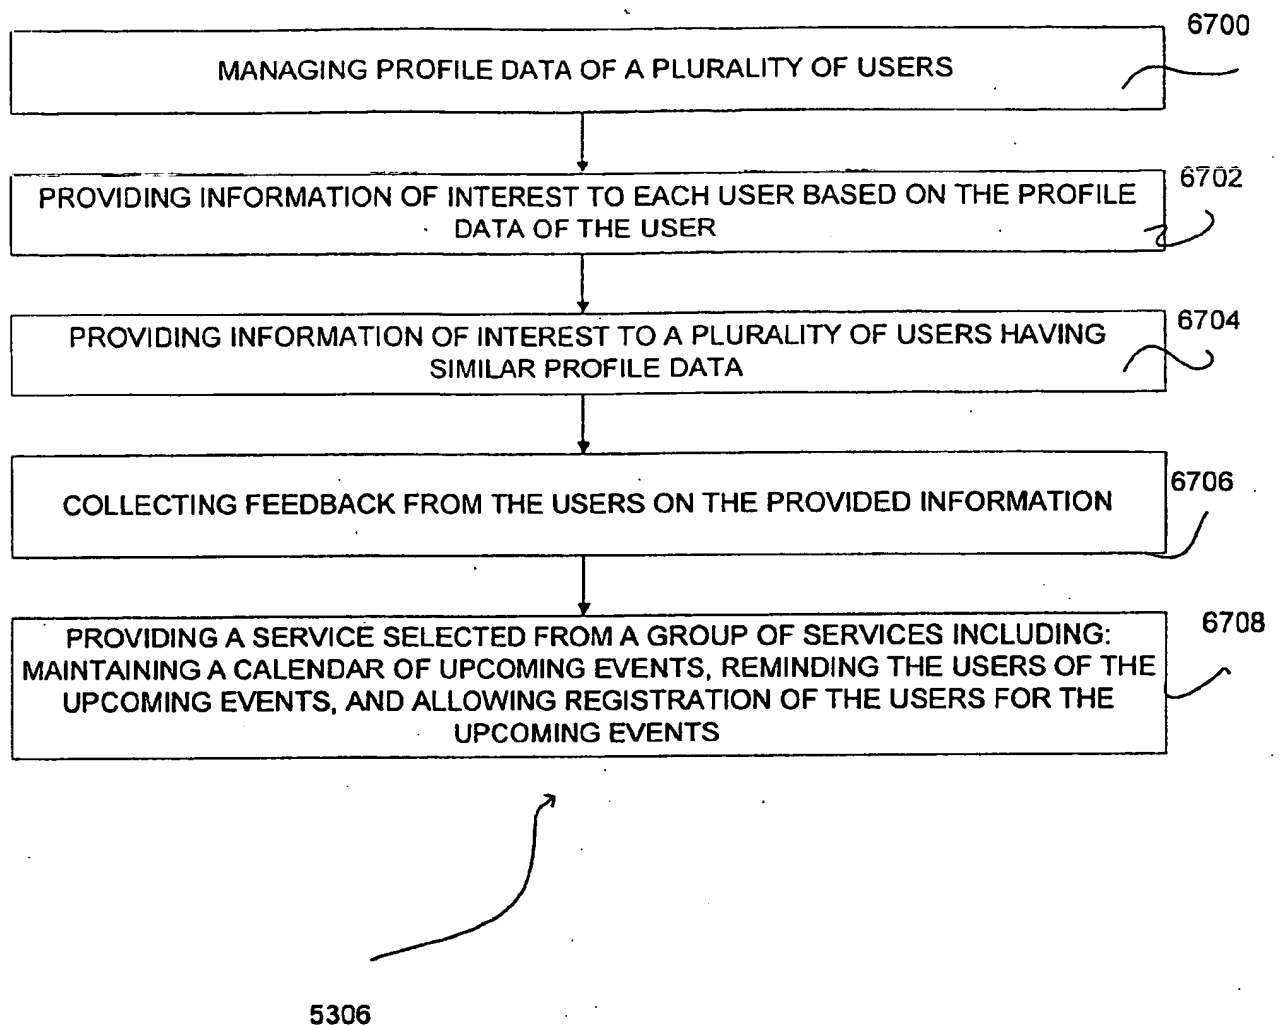 6700
MANAGING PROFILE DATA OF A PLURALITY OF USERS
6702
PROVIDING INFORMATION OF INTEREST TO EACH USER BASED ON THE PROFILE
DATA OF THE USER
6704
PROVIDING INFORMATION OF INTEREST TO A PLURALITY OF USERS HAVING
SIMILAR PROFILE DATA
6706
COLLECTING FEEDBACK FROM THE USERS ON THE PROVIDED INFORMATION
6708
PROVIDING A SERVICE SELECTED FROM A GROUP OF SERVICES INCLUDING:
MAINTAINING A CALENDAR OF UPCOMING EVENTS, REMINDING THE USERS OF THE
UPCOMING EVENTS, AND ALLOWING REGISTRATION OF THE USERS FOR THE
UPCOMING EVENTS
5306